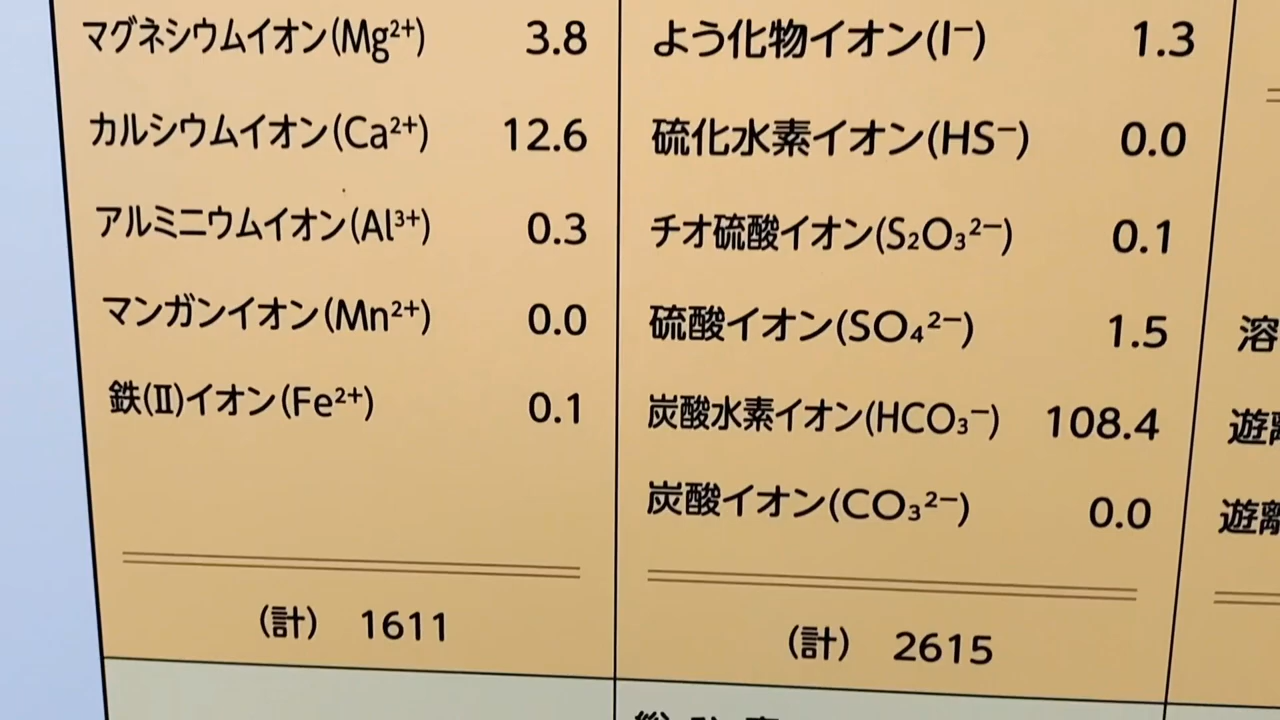 マグネシウムイオン(Mg²⁺) 3.8
カルシウムイオン(Ca²⁺) 12.6
アルミニウムイオン(Al³⁺) 0.3
マンガンイオン(Mn²⁺) 0.0
鉄(Ⅱ)イオン(Fe²⁺) 0.1
(計) 1611
よう化物イオン(I⁻) 1.3
硫化水素イオン(HS⁻) 0.0
チオ硫酸イオン(S₂O₃²⁻) 0.1
硫酸イオン(SO₄²⁻) 1.5
炭酸水素イオン(HCO₃⁻) 108.4
炭酸イオン(CO₃²⁻) 0.0
(計) 2615
溶
遊離
遊離